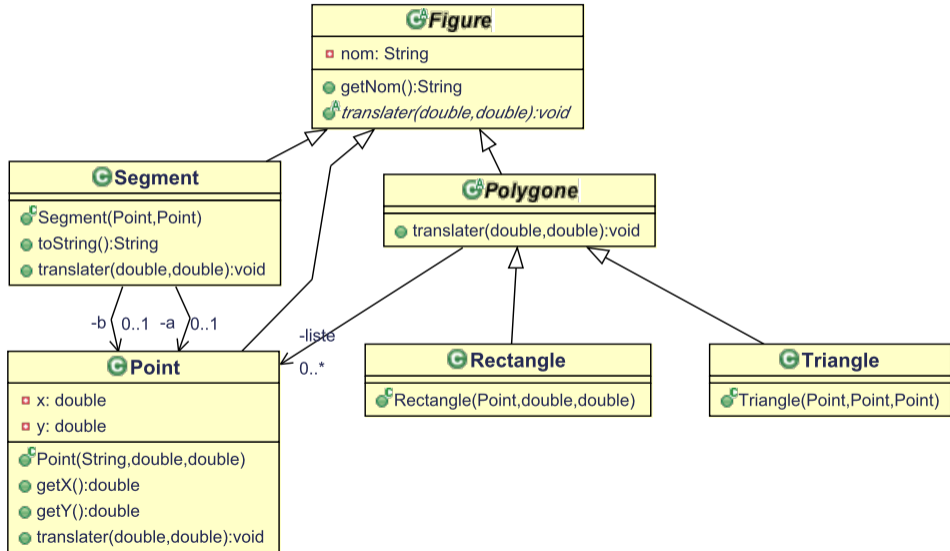 Figure
nom: String
getNom():String
translater(double,double):void
Segment
Segment(Point,Point)
toString():String
translater(double,double):void
Polygone
translater(double,double):void
-b 0..1 -a 0..1
-liste
0..*
Point
x: double
y: double
Point(String,double,double)
getX():double
getY():double
translater(double,double):void
Rectangle
Rectangle(Point,double,double)
Triangle
Triangle(Point,Point,Point)